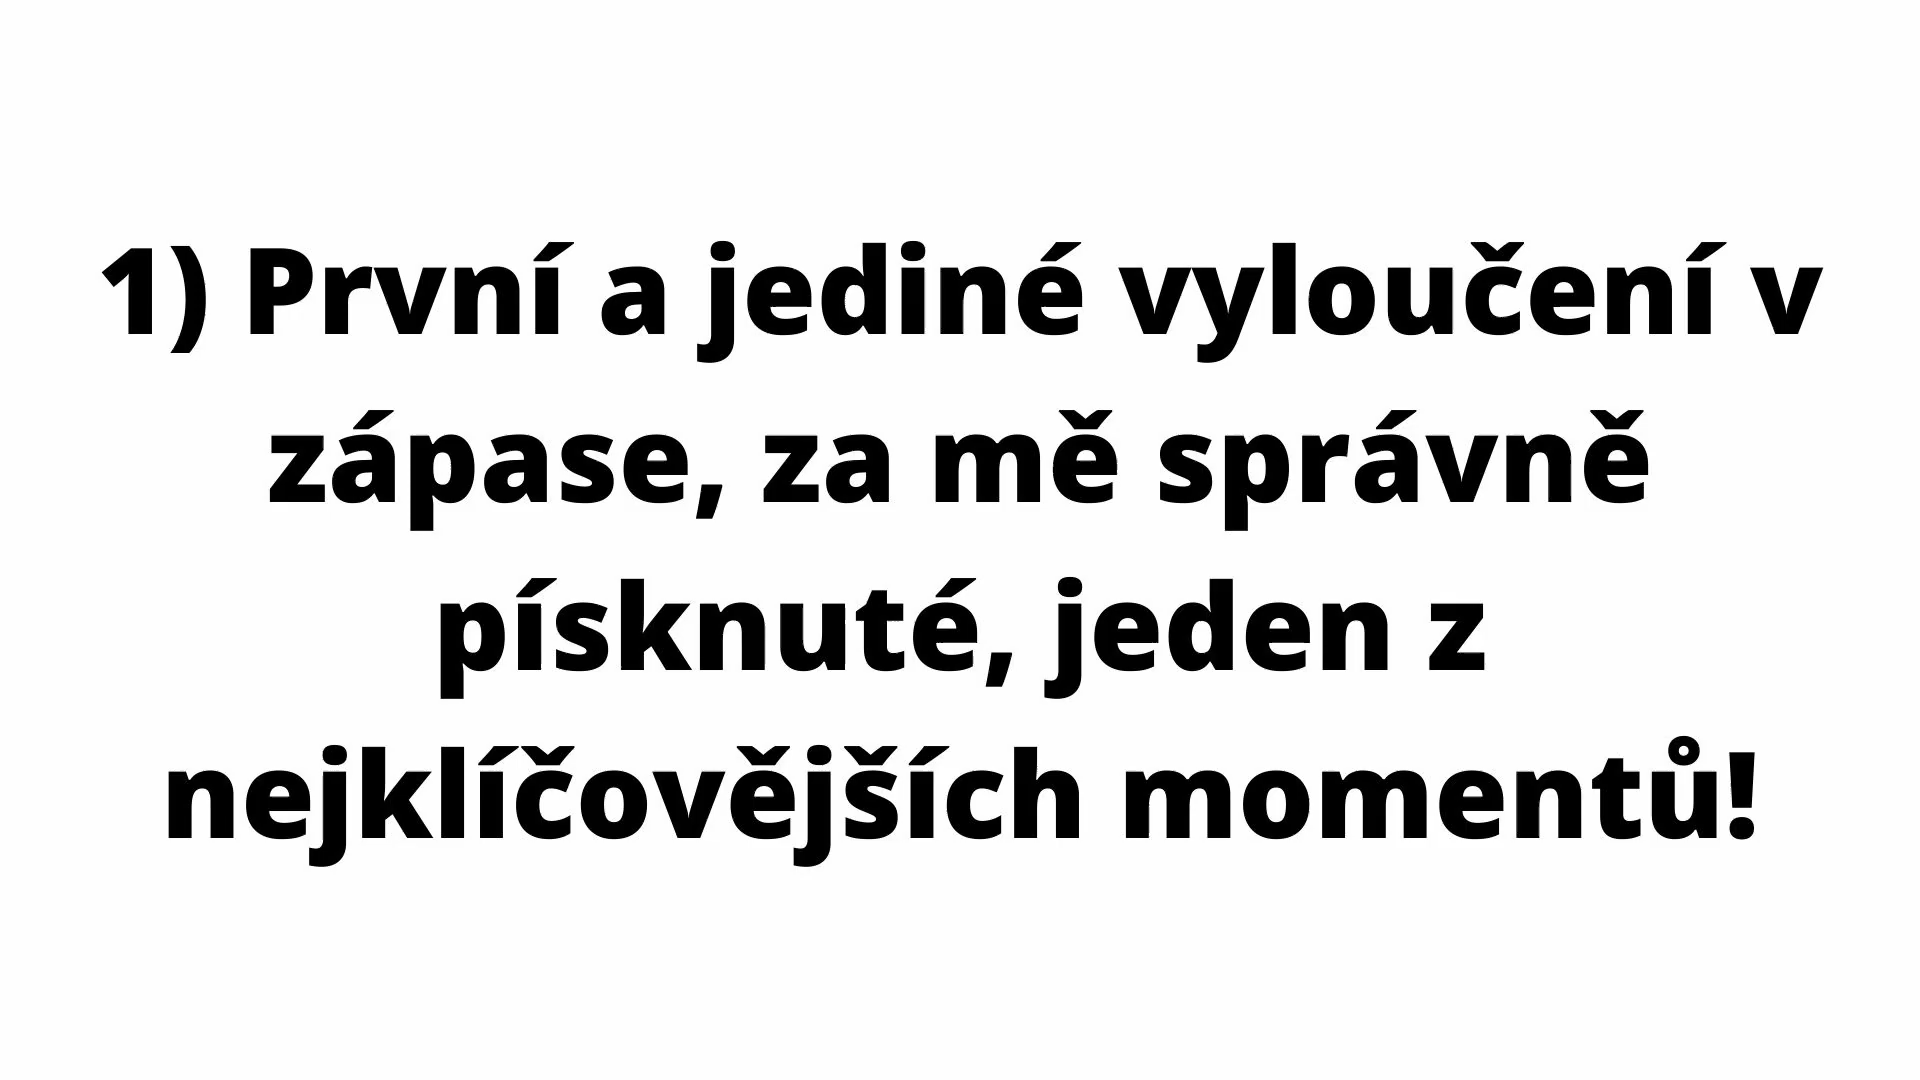 1) První a jediné vyloučení v
zápase, za mě správně
písknuté, jeden z
nejklíčovějších momentů!